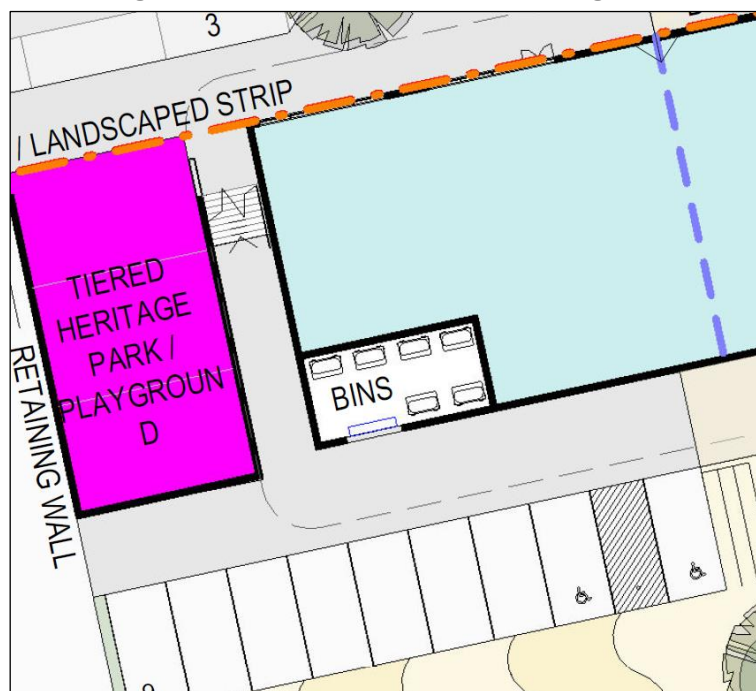 3
/ LANDSCAPED STRIP
TIERED
HERITAGE
PARK /
PLAYGROUN
D
RETAINING WALL
BINS